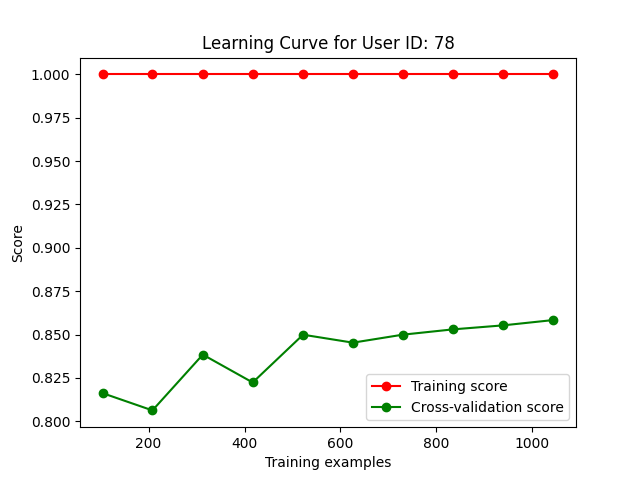 Learning Curve for User ID: 78
1.000
0.975
0.950
0.925
0.900
0.875
0.850
0.825
0.800
Score
Training score
Cross-validation score
200
400
600
800
1000
Training examples